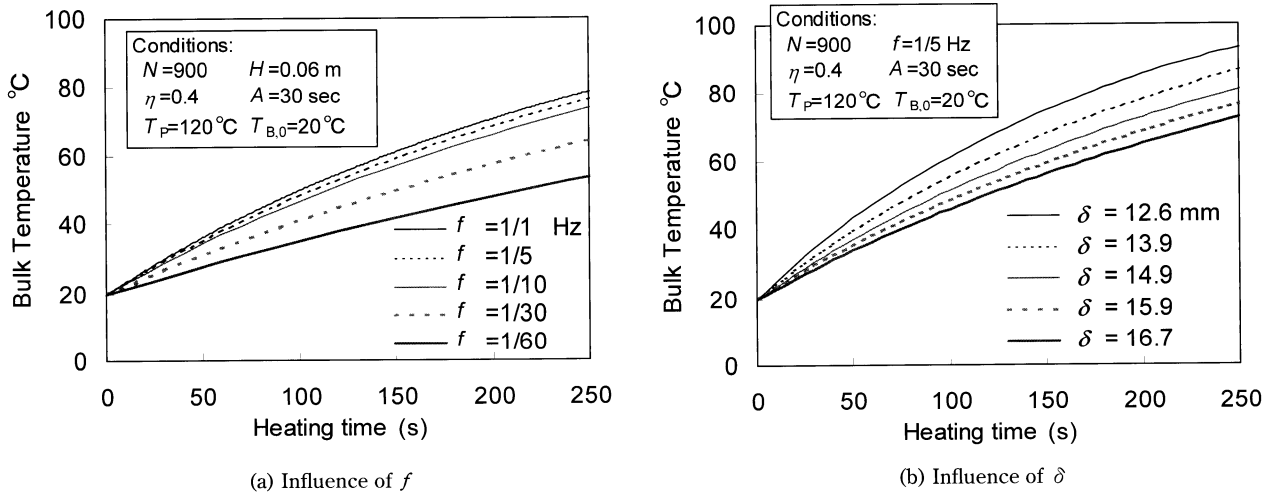 100
80
60
40
20
0
Bulk Temperature °C
Conditions:
N=900 H=0.06 m
η=0.4 A=30 sec
T_P=120°C T_B,0=20°C
f =1/1 Hz
f =1/5
f =1/10
f =1/30
f =1/60
0 50 100 150 200 250
Heating time (s)
(a) Influence of f
100
80
60
40
20
0
Bulk Temperature °C
Conditions:
N=900 f=1/5 Hz
η=0.4 A=30 sec
T_P=120°C T_B,0=20°C
δ = 12.6 mm
δ = 13.9
δ = 14.9
δ = 15.9
δ = 16.7
0 50 100 150 200 250
Heating time (s)
(b) Influence of δ